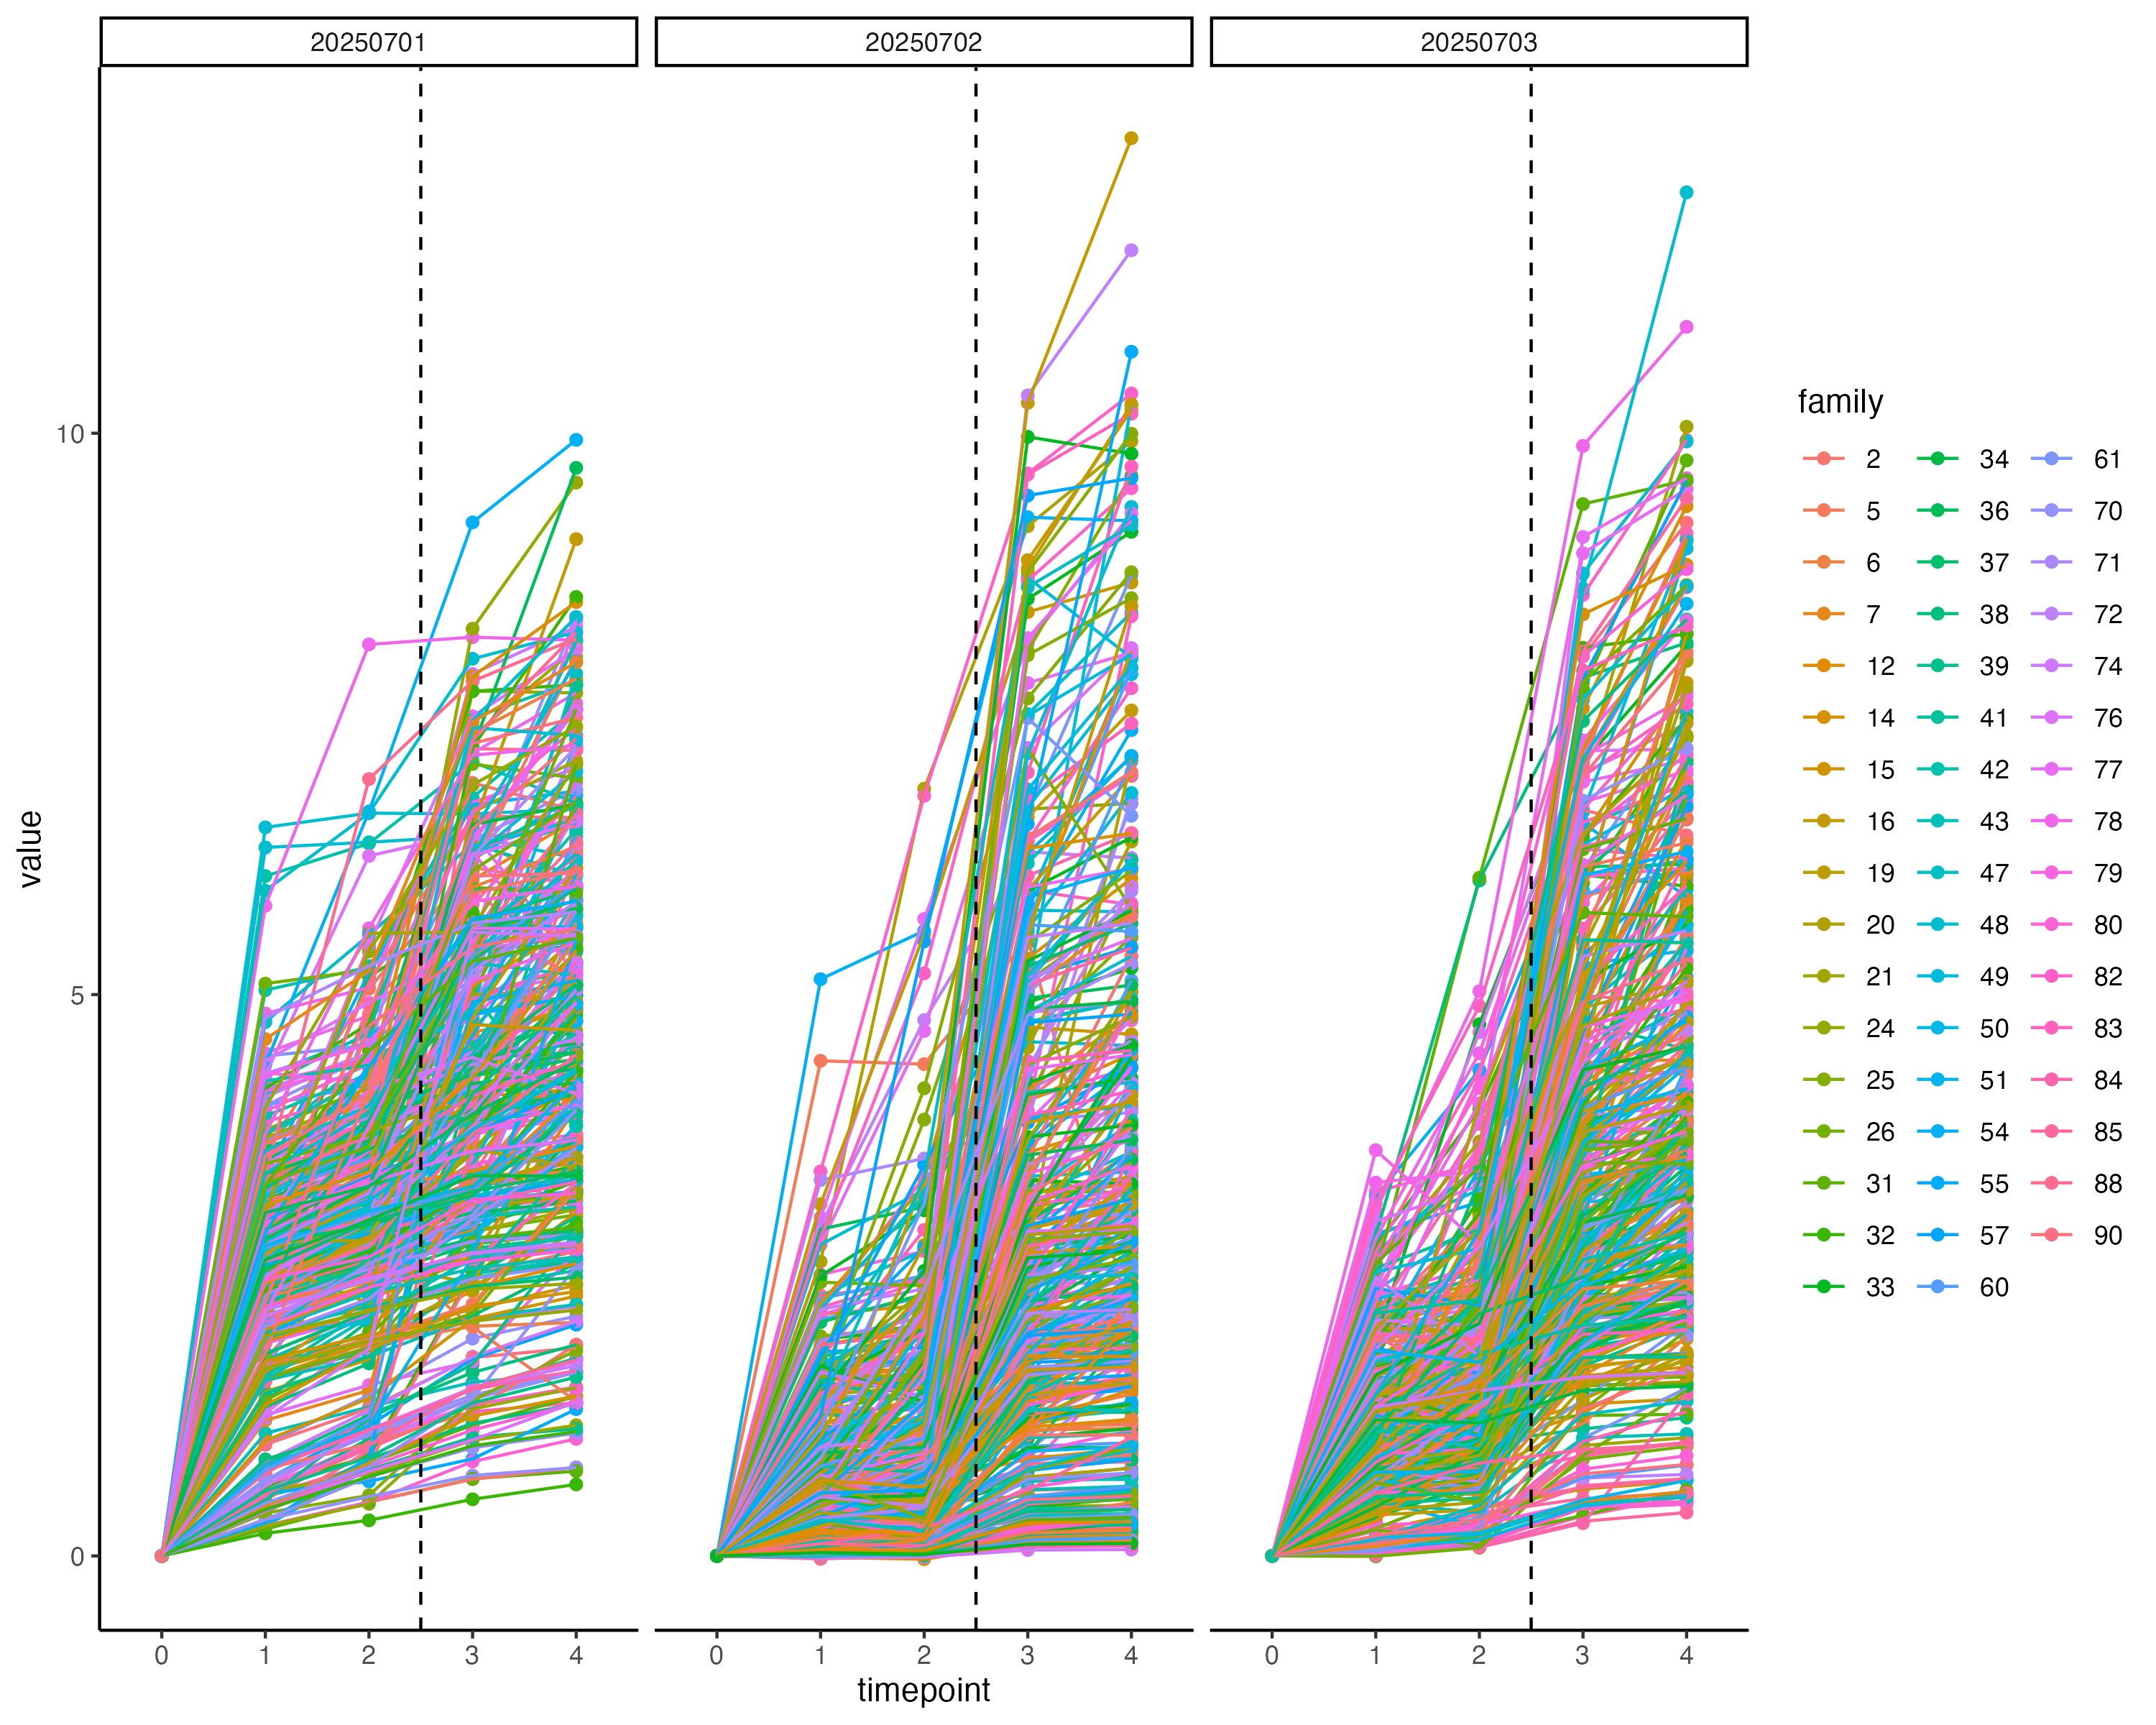 20250701 20250702 20250703
value
10
5
0
0 1 2 3 4 0 1 2 3 4 0 1 2 3 4
timepoint
family
2 34 61
5 36 70
6 37 71
7 38 72
12 39 74
14 41 76
15 42 77
16 43 78
19 47 79
20 48 80
21 49 82
24 50 83
25 51 84
26 54 85
31 55 88
32 57 90
33 60